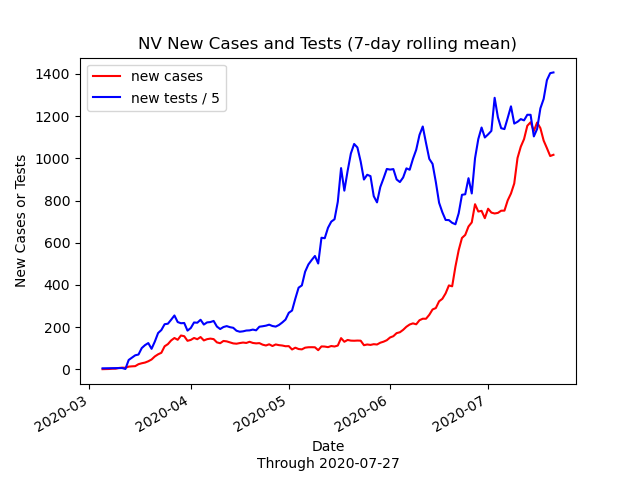 NV New Cases and Tests (7-day rolling mean)
new cases
new tests / 5
New Cases or Tests
1400
1200
1000
800
600
400
200
0
2020-03
2020-04
2020-05
2020-06
2020-07
Date
Through 2020-07-27